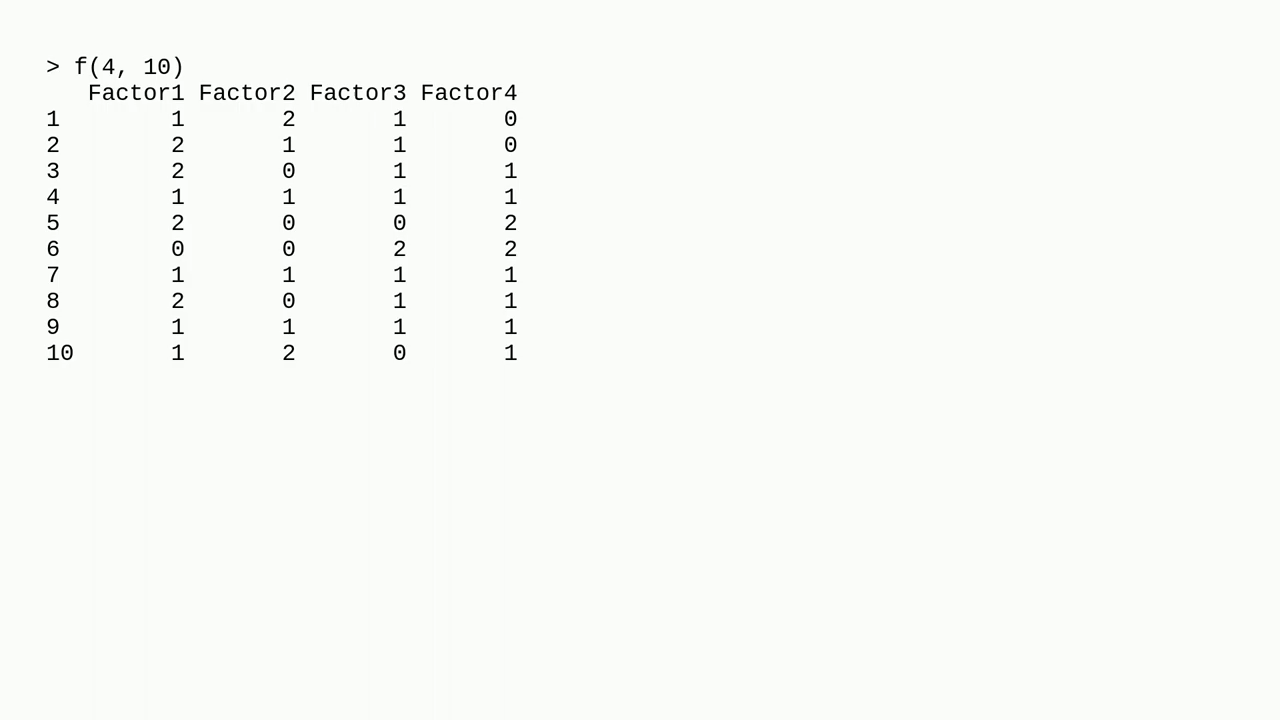 > f(4, 10)
   Factor1 Factor2 Factor3 Factor4
1        1       2       1       0
2        2       1       1       0
3        2       0       1       1
4        1       1       1       1
5        2       0       0       2
6        0       0       2       2
7        1       1       1       1
8        2       0       1       1
9        1       1       1       1
10       1       2       0       1